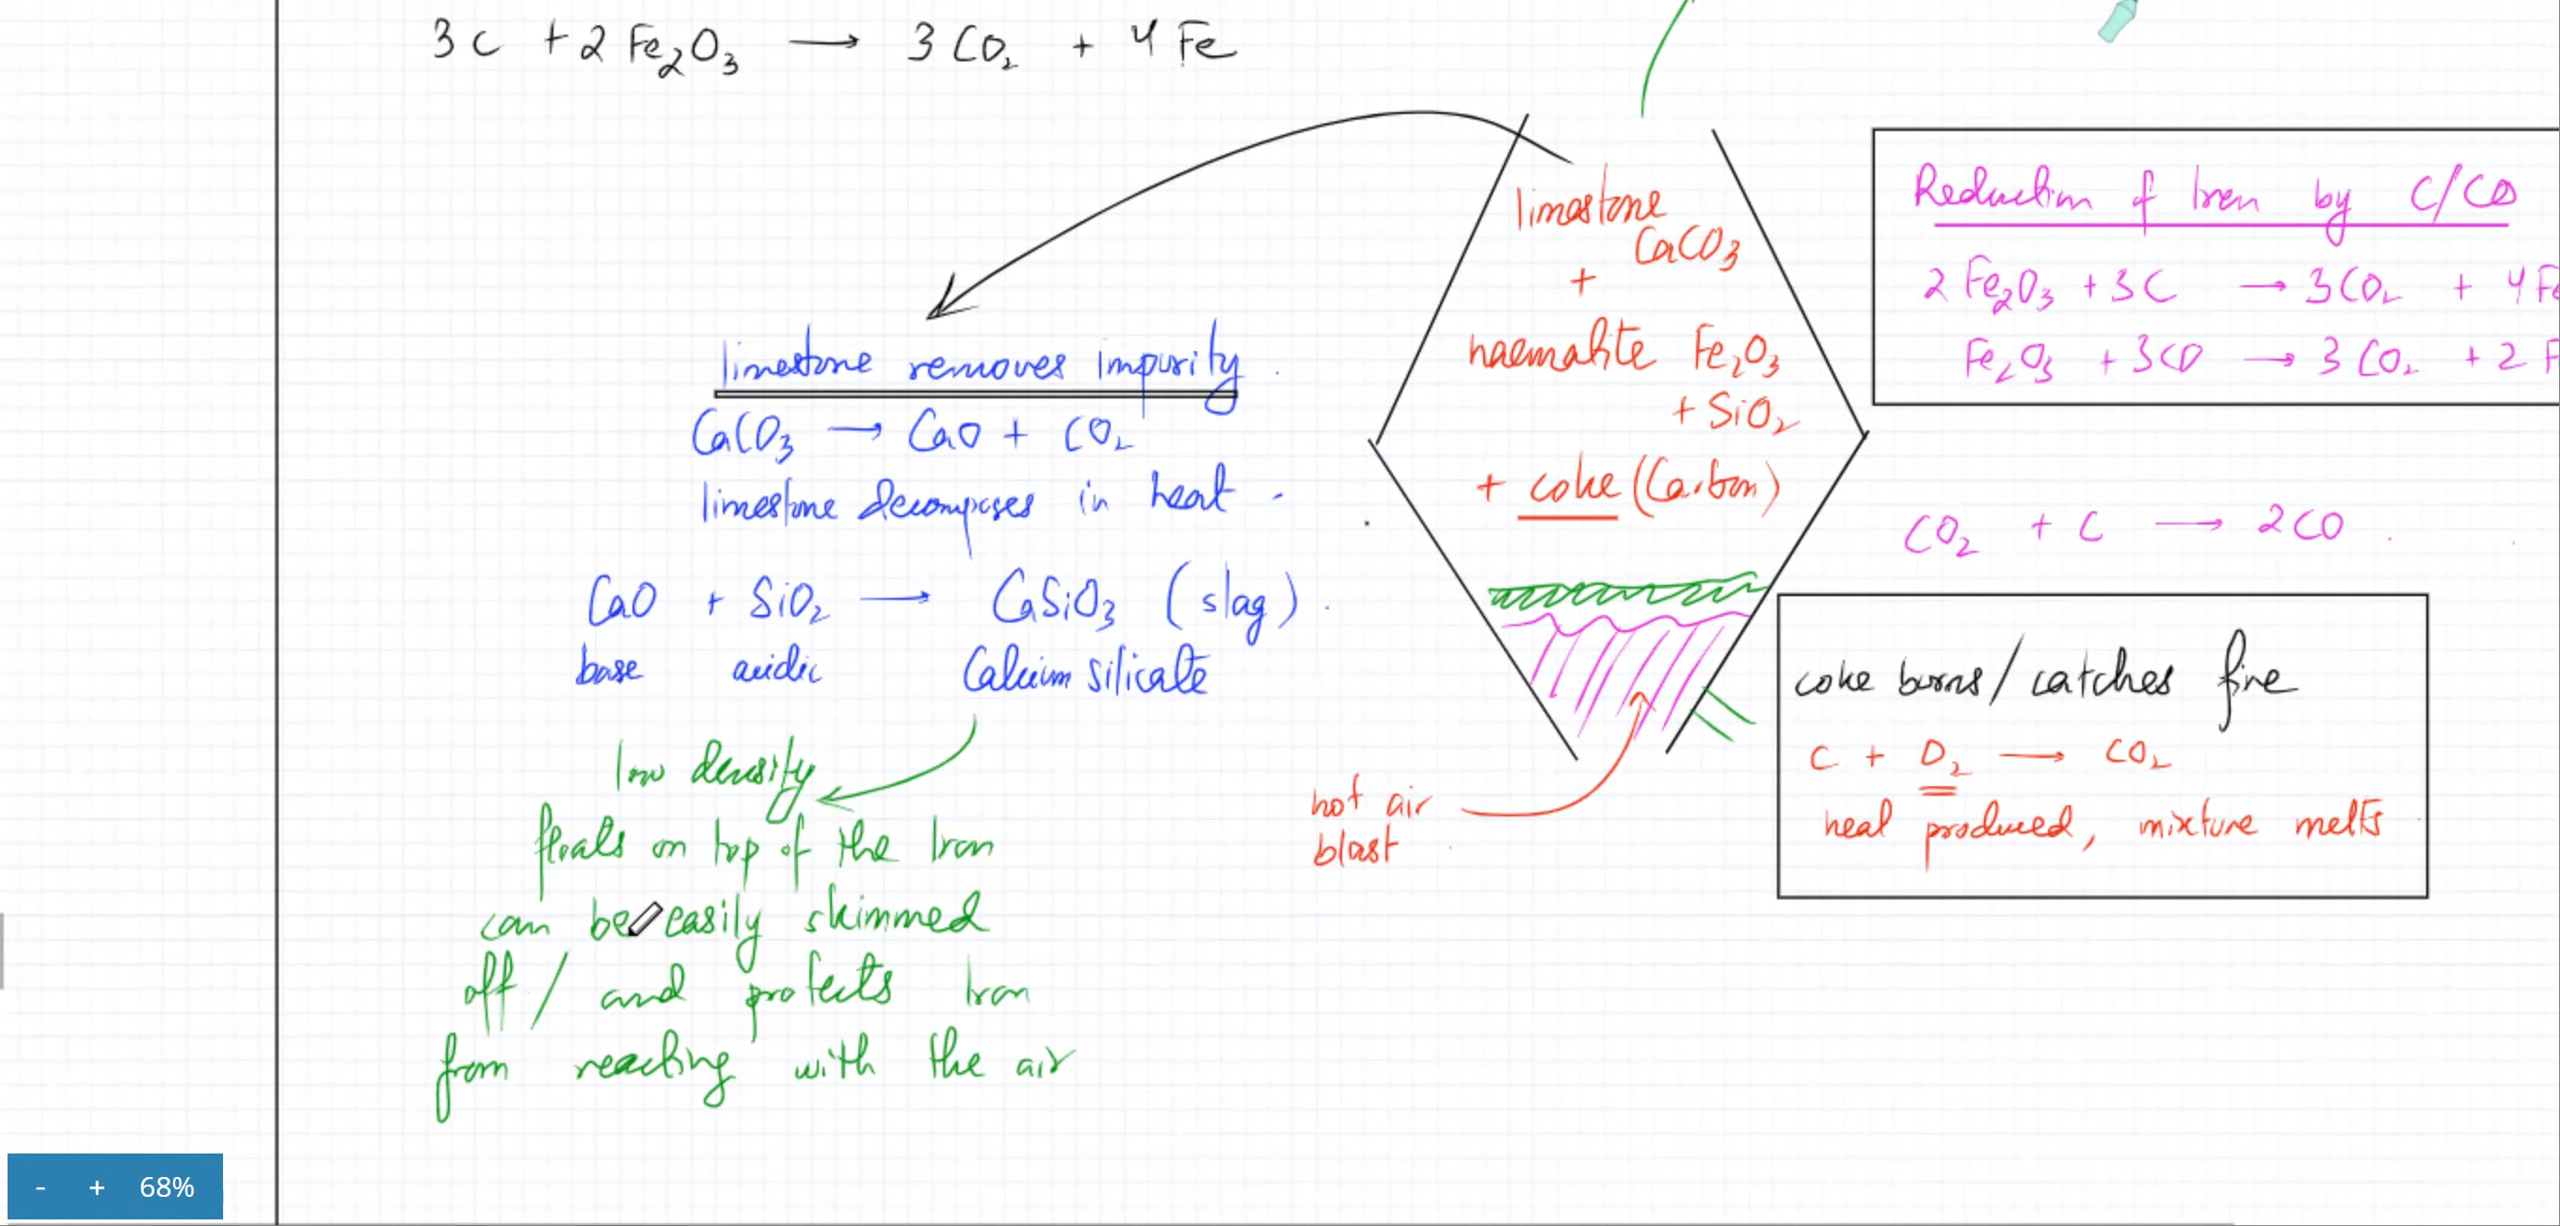 3C + 2Fe₂O₃ → 3CO₂ + 4Fe
limestone removes impurity.
CaCO₃ → CaO + CO₂
limestone decomposes in heat.
CaO + SiO₂ → CaSiO₃ (slag).
base acidic Calcium Silicate
low density
floats on top of the Iron
can be easily skimmed
off / and protects Iron
from reacting with the air
limestone
CaCO₃
+
haematite Fe₂O₃
+ SiO₂
+ coke (Carbon)
hot air
blast
Reduction of Iron by C/CO
2Fe₂O₃ + 3C → 3CO₂ + 4F
Fe₂O₃ + 3CO → 3CO₂ + 2F
CO₂ + C → 2CO.
coke burns/catches fire
C + O₂ → CO₂
heat produced, mixture melts
- + 68%